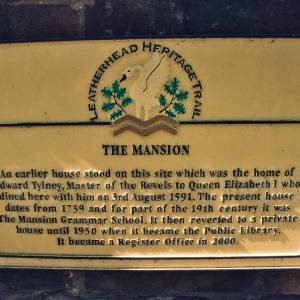 LEATHERHEAD HERITAGE TRAIL
THE MANSION
An earlier house stood on this site which was the home of
Edward Tylney, Master of the Revels to Queen Elizabeth I who
dined here with him on 3rd August 1591. The present house
dates from 1739 and for part of the 19th century it was
The Mansion Grammar School. It then reverted to a private
house until 1950 when it became the Public Library.
It became a Register Office in 2000.